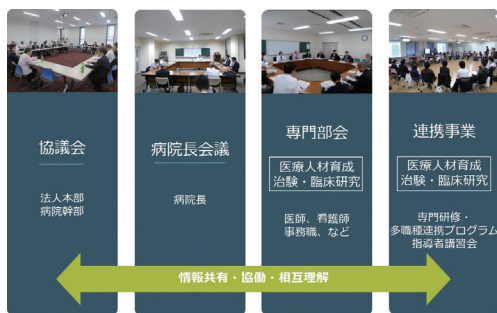 協議会
法人本部
病院幹部
病院長会議
病院長
専門部会
医療人材育成
治験・臨床研究
医師、看護師
事務職、など
連携事業
医療人材育成
治験・臨床研究
専門研修・
多職種連携プログラム
指導者講習会
情報共有・協働・相互理解